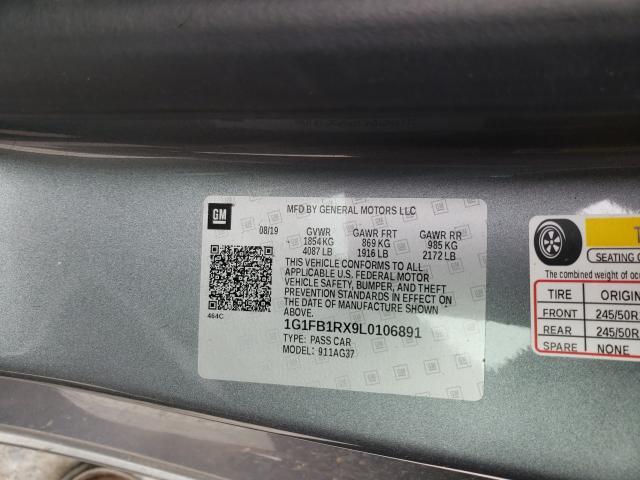 GM
MFD BY GENERAL MOTORS LLC
08/19 GVWR GAWR FRT GAWR RR
1854 KG 869 KG 985 KG
4087 LB 1916 LB 2172 LB
THIS VEHICLE CONFORMS TO ALL
APPLICABLE U.S. FEDERAL MOTOR
VEHICLE SAFETY, BUMPER, AND THEFT
PREVENTION STANDARDS IN EFFECT ON
THE DATE OF MANUFACTURE SHOWN
ABOVE.
464C
1G1FB1RX9L0106891
TYPE: PASS CAR
MODEL: 911AG37
SEATING
The combined weight of
TIRE
FRONT 245/50R
REAR 245/50R
SPARE NONE